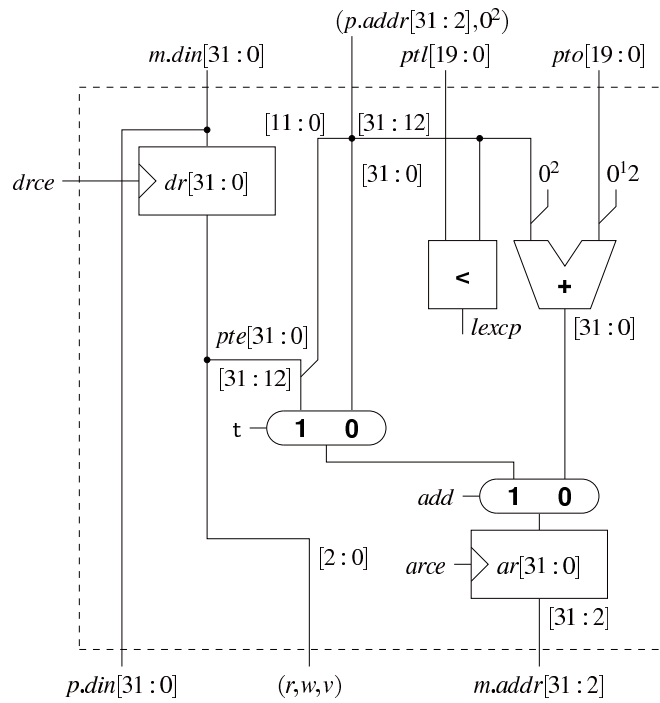 (p.addr[31 : 2],0²)
m.din[31 : 0]
ptl[19 : 0]
pto[19 : 0]
[11 : 0]
[31 : 12]
drce
dr[31 : 0]
[31 : 0]
0²
0¹2
<
+
lexcp
[31 : 0]
pte[31 : 0]
[31 : 12]
t
1 0
add
1 0
[2 : 0]
arce
ar[31 : 0]
[31 : 2]
p.din[31 : 0]
(r,w,v)
m.addr[31 : 2]